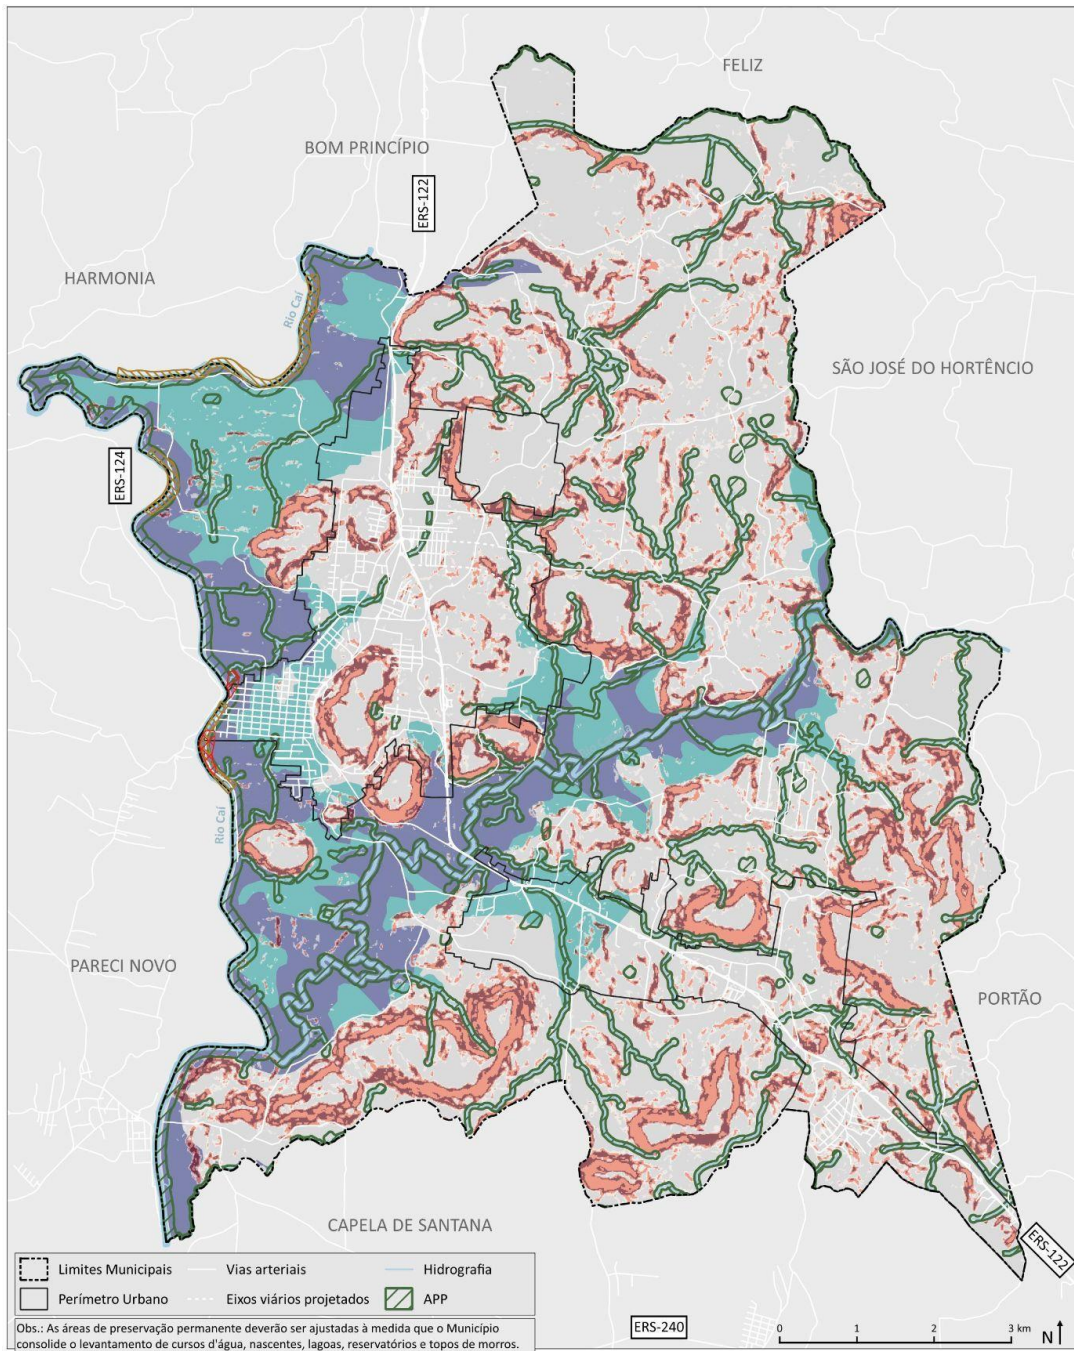 FELIZ
BOM PRINCÍPIO
ERS-122
HARMONIA
Rio Caí
SÃO JOSÉ DO HORTÊNCIO
ERS-124
Rio Caí
PARECI NOVO
PORTÃO
CAPELA DE SANTANA
ERS-122
Limites Municipais
Vias arteriais
Hidrografia
Perímetro Urbano
Eixos viários projetados
APP
Obs.: As áreas de preservação permanente deverão ser ajustadas à medida que o Município
consolide o levantamento de cursos d'água, nascentes, lagoas, reservatórios e topos de morros.
ERS-240
0 1 2 3 km
N